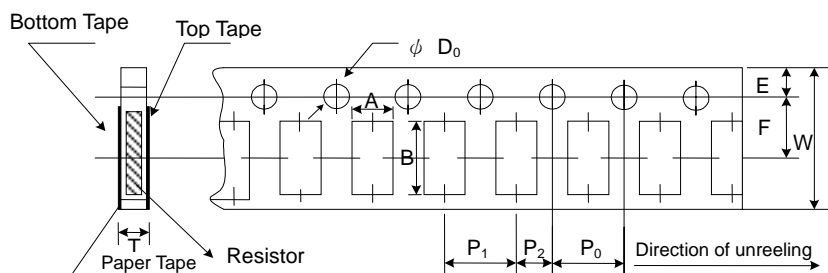 Bottom Tape
Top Tape
ψ D₀
A
B
E
F
W
T
Paper Tape
Resistor
P₁
P₂
P₀
Direction of unreeling